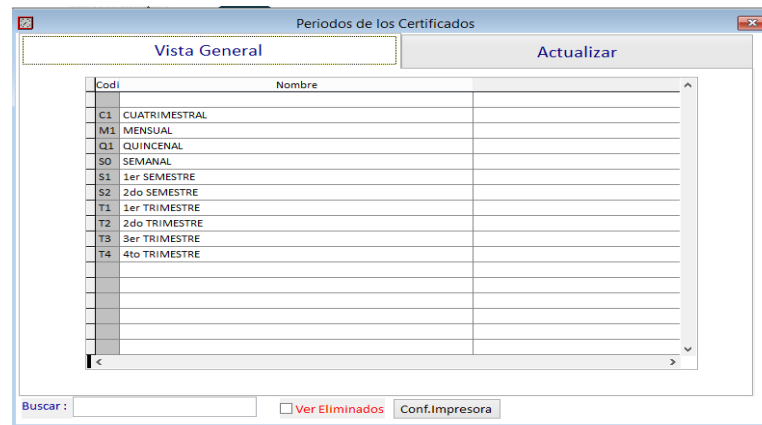 Periodos de los Certificados
Vista General Actualizar
Codi Nombre
C1 CUATRIMESTRAL
M1 MENSUAL
Q1 QUINCENAL
S0 SEMANAL
S1 1er SEMESTRE
S2 2do SEMESTRE
T1 1er TRIMESTRE
T2 2do TRIMESTRE
T3 3er TRIMESTRE
T4 4to TRIMESTRE
Buscar : Ver Eliminados Conf.Impresora